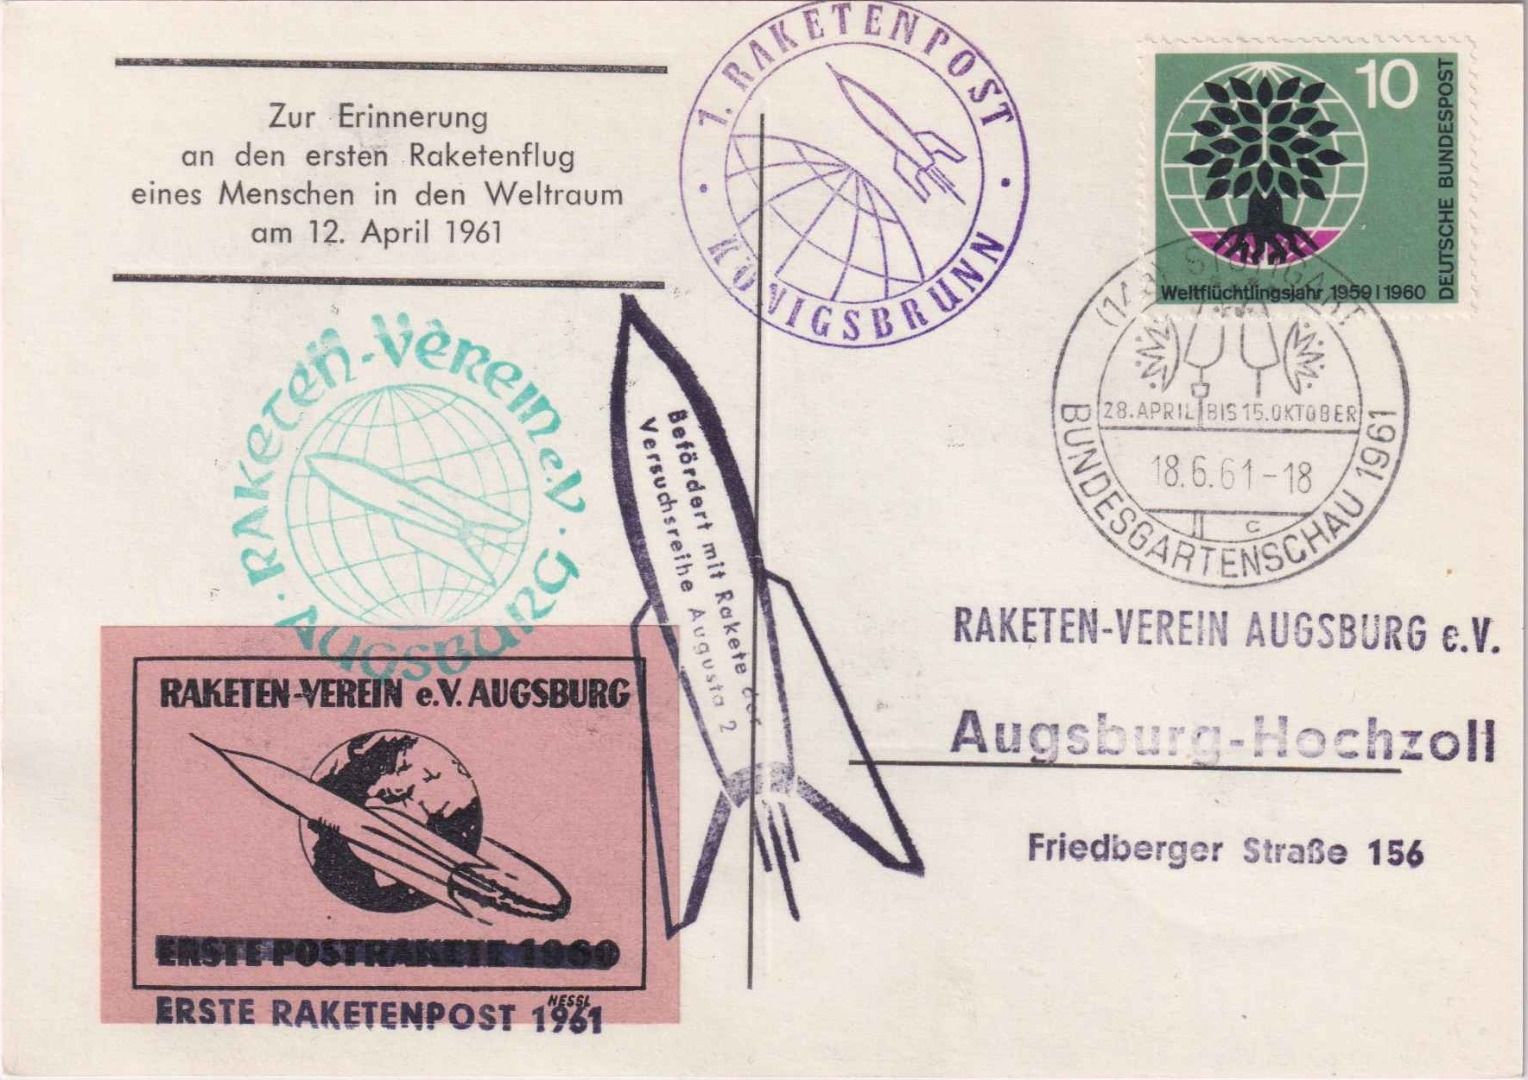 Zur Erinnerung
an den ersten Raketenflug
eines Menschen in den Weltraum
am 12. April 1961
1. RAKETENPOST
KÖNIGSBRUNN
10
DEUTSCHE BUNDESPOST
Weltflüchtlingsjahr 1959|1960
STUTTGART
28. APRIL BIS 15. OKTOBER
18.6.61-18
c
BUNDESGARTENSCHAU 1961
RAKETEN-VEREIN e.V.
AUGSBURG
Befördert mit Rakete der
Versuchsreihe Augusta 2
RAKETEN-VEREIN AUGSBURG e.V.
Augsburg-Hochzoll
Friedberger Straße 156
RAKETEN-VEREIN e.V. AUGSBURG
ERSTE POSTRAKETE 1960
HESSL
ERSTE RAKETENPOST 1961